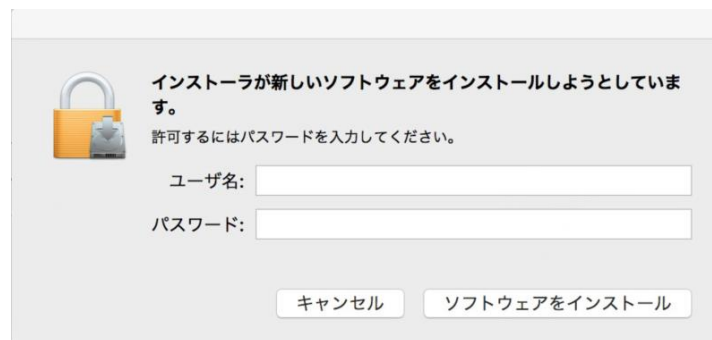 インストーラが新しいソフトウェアをインストールしようとしていま
す。
許可するにはパスワードを入力してください。
ユーザ名:
パスワード:
キャンセル ソフトウェアをインストール